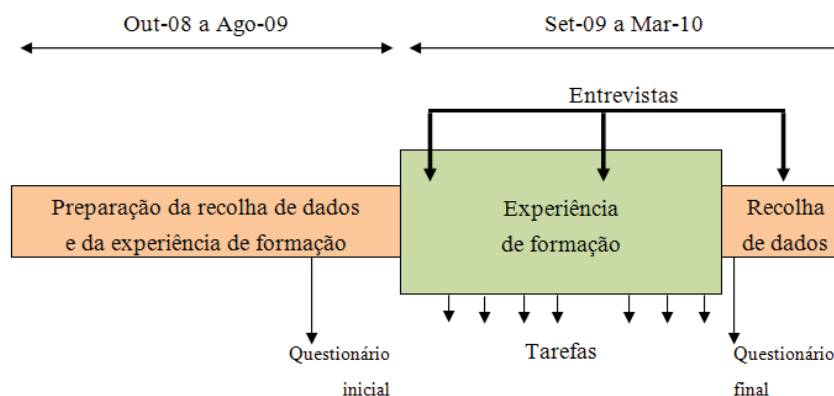 Out-08 a Ago-09
Set-09 a Mar-10
Entrevistas
Preparação da recolha de dados
e da experiência de formação
Experiência
de formação
Recolha
de dados
Questionário
inicial
Tarefas
Questionário
final